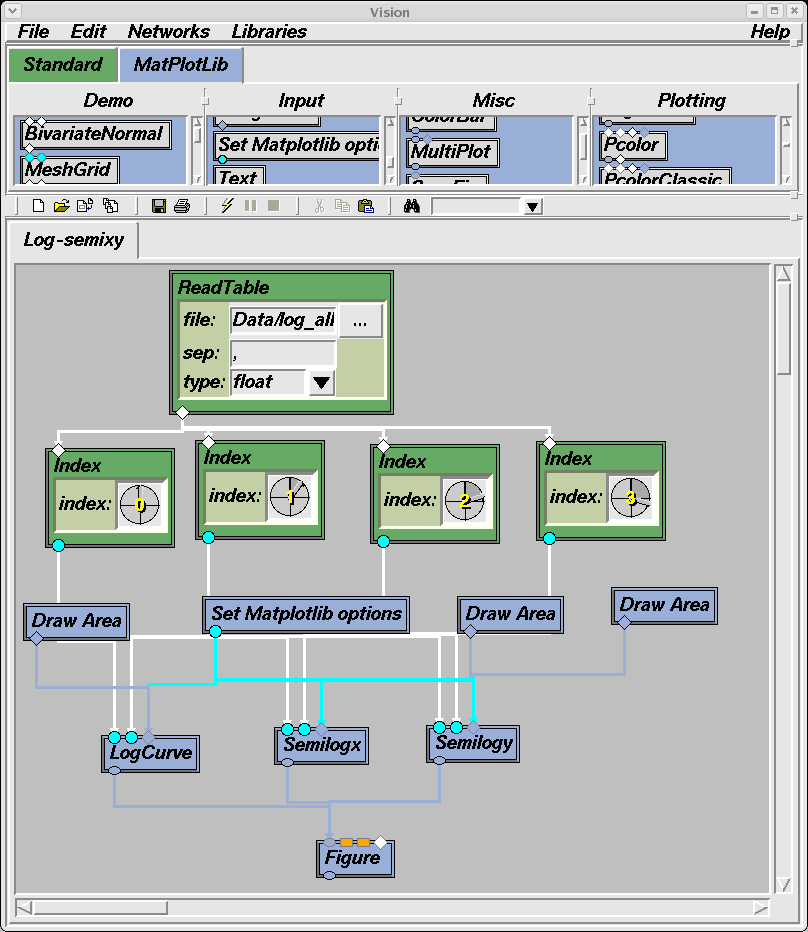 Vision
File Edit Networks Libraries Help
Standard MatPlotLib
Demo Input Misc Plotting
BivariateNormal
MeshGrid
Set Matplotlib opti
Text
ColorBar
MultiPlot
Pcolor
PcolorClassic
Log-semixy
ReadTable
file: Data/log_all ...
sep: ,
type: float
Index
index: 0
Index
index: 1
Index
index: 2
Index
index: 3
Draw Area
Set Matplotlib options
Draw Area
Draw Area
LogCurve
Semilogx
Semilogy
Figure